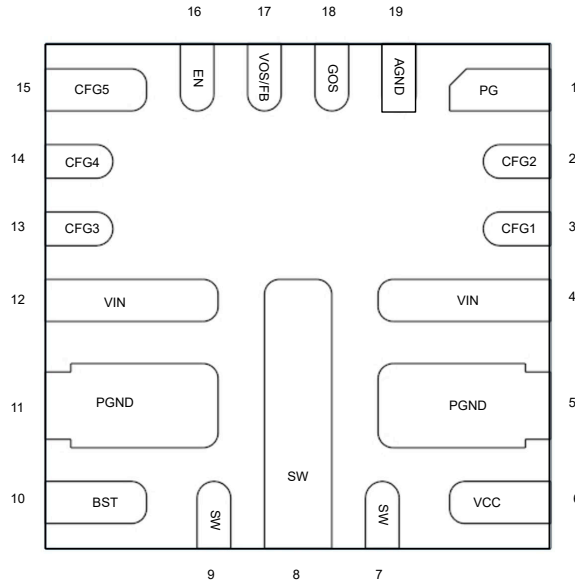 16 17 18 19
15 CFG5 EN VOS/FB GOS AGND PG 1
14 CFG4 CFG2 2
13 CFG3 CFG1 3
12 VIN VIN 4
11 PGND PGND 5
SW
10 BST SW SW VCC
9 8 7